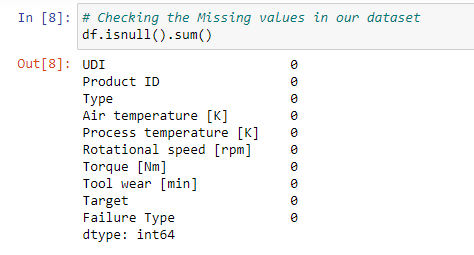 In [8]: # Checking the Missing values in our dataset
df.isnull().sum()
Out[8]: UDI 0
Product ID 0
Type 0
Air temperature [K] 0
Process temperature [K] 0
Rotational speed [rpm] 0
Torque [Nm] 0
Tool wear [min] 0
Target 0
Failure Type 0
dtype: int64